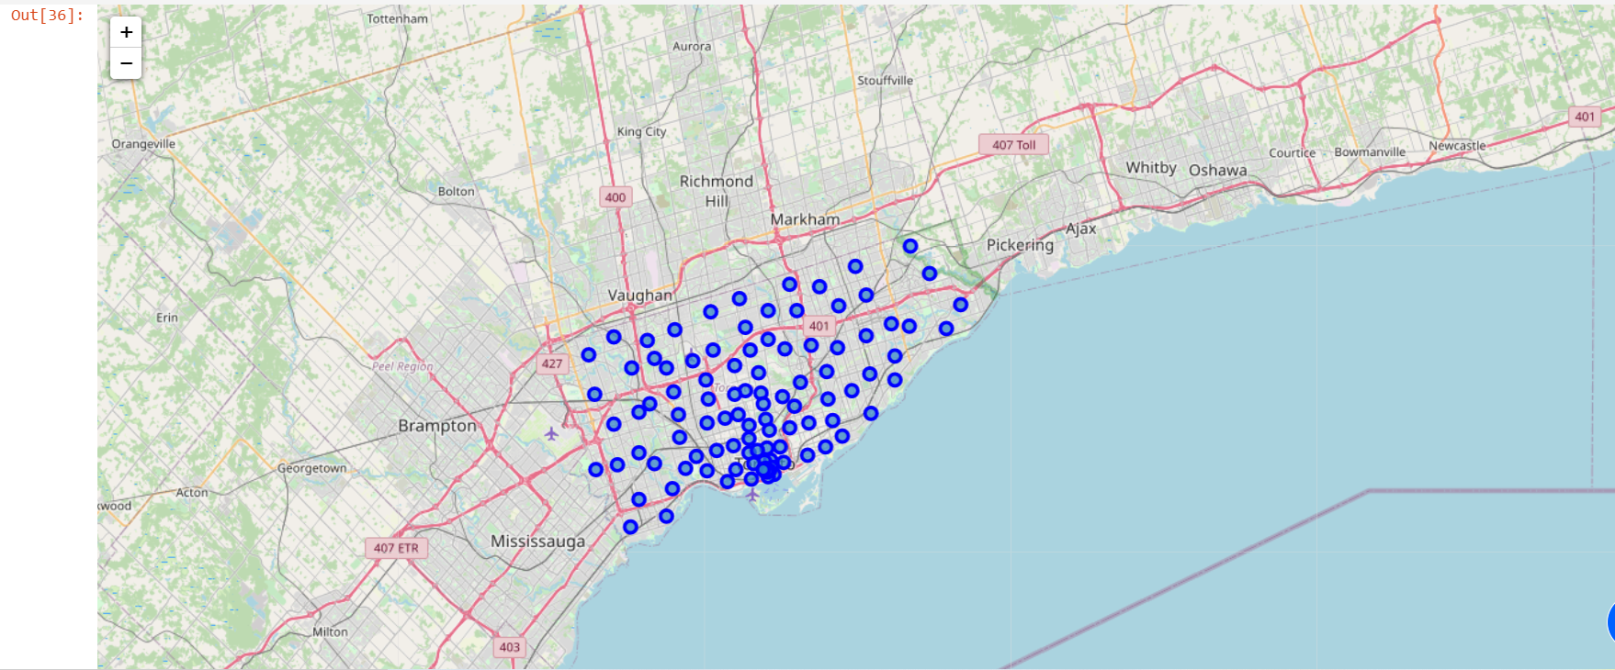 Out[36]:
+
−
Tottenham
Aurora
Stouffville
Orangeville
King City
407 Toll
401
Courtice
Bowmanville
Newcastle
Whitby
Oshawa
Bolton
400
Richmond
Hill
Markham
Ajax
Pickering
Vaughan
Erin
401
427
Peel Region
Brampton
Georgetown
Acton
kwood
407 ETR
Mississauga
Milton
403